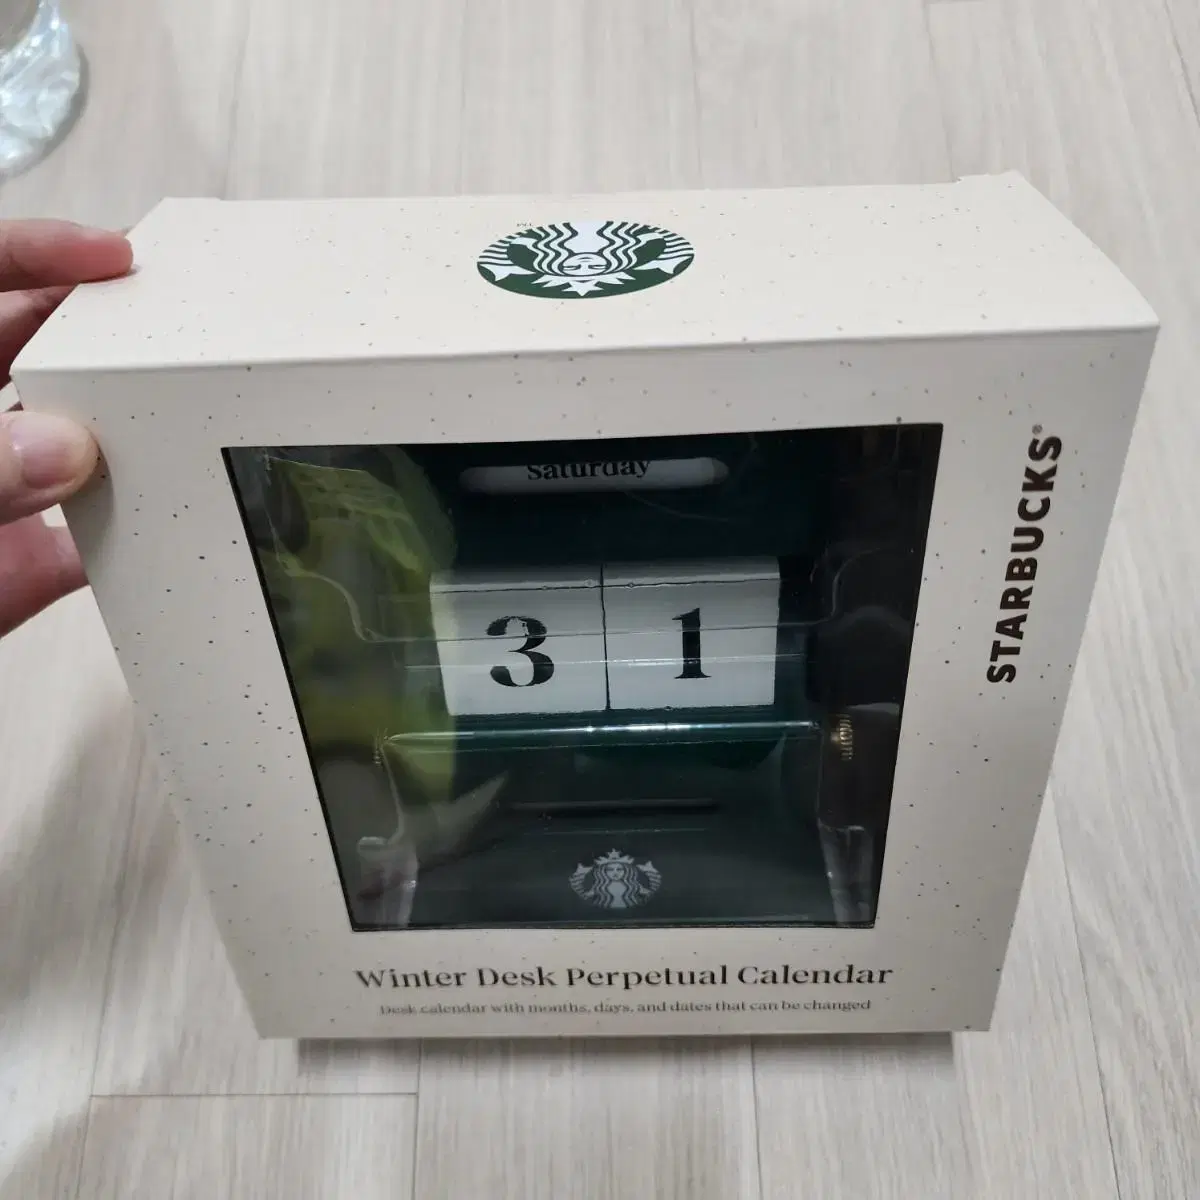 TM
Saturday
3 1
STARBUCKS®
Winter Desk Perpetual Calendar
Desk calendar with months, days, and dates that can be changed